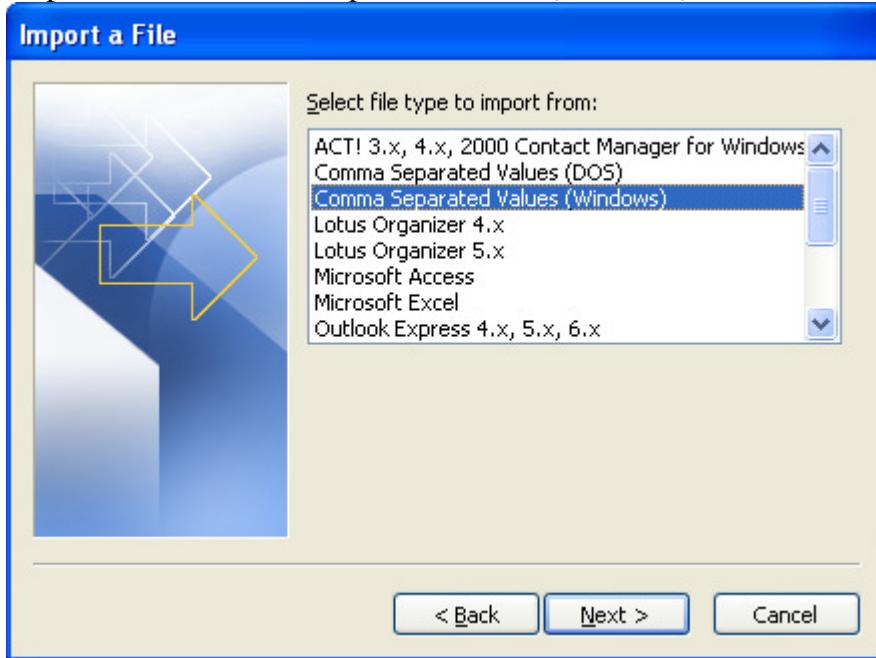 Import a File
Select file type to import from:
ACT! 3.x, 4.x, 2000 Contact Manager for Windows
Comma Separated Values (DOS)
Comma Separated Values (Windows)
Lotus Organizer 4.x
Lotus Organizer 5.x
Microsoft Access
Microsoft Excel
Outlook Express 4.x, 5.x, 6.x
< Back Next > Cancel